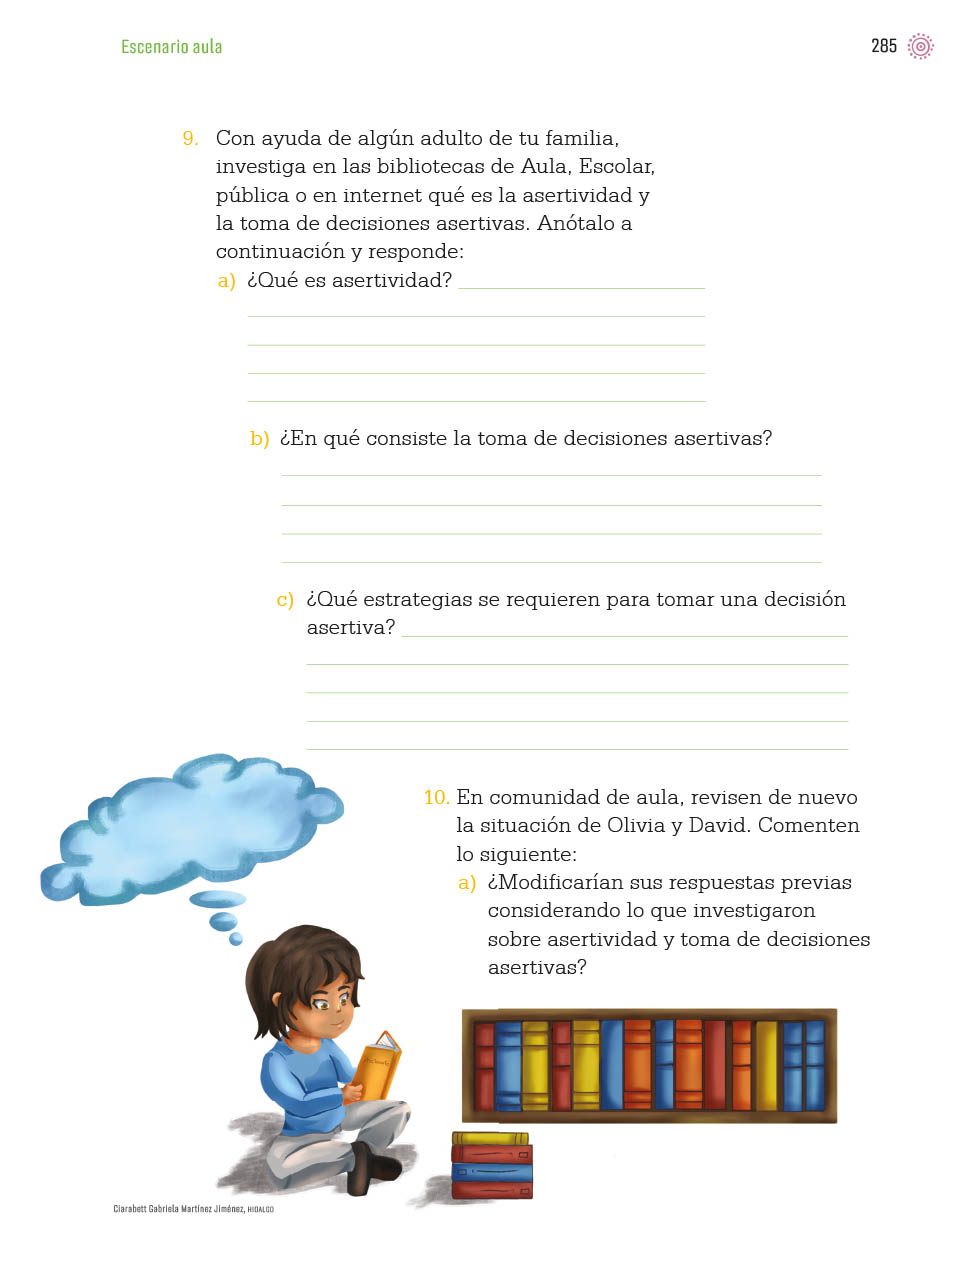 Escenario aula
285
9. Con ayuda de algún adulto de tu familia,
investiga en las bibliotecas de Aula, Escolar,
pública o en internet qué es la asertividad y
la toma de decisiones asertivas. Anótalo a
continuación y responde:
a) ¿Qué es asertividad?
b) ¿En qué consiste la toma de decisiones asertivas?
c) ¿Qué estrategias se requieren para tomar una decisión
asertiva?
10. En comunidad de aula, revisen de nuevo
la situación de Olivia y David. Comenten
lo siguiente:
a) ¿Modificarían sus respuestas previas
considerando lo que investigaron
sobre asertividad y toma de decisiones
asertivas?
Clarabett Gabriela Martínez Jiménez, HIDALGO